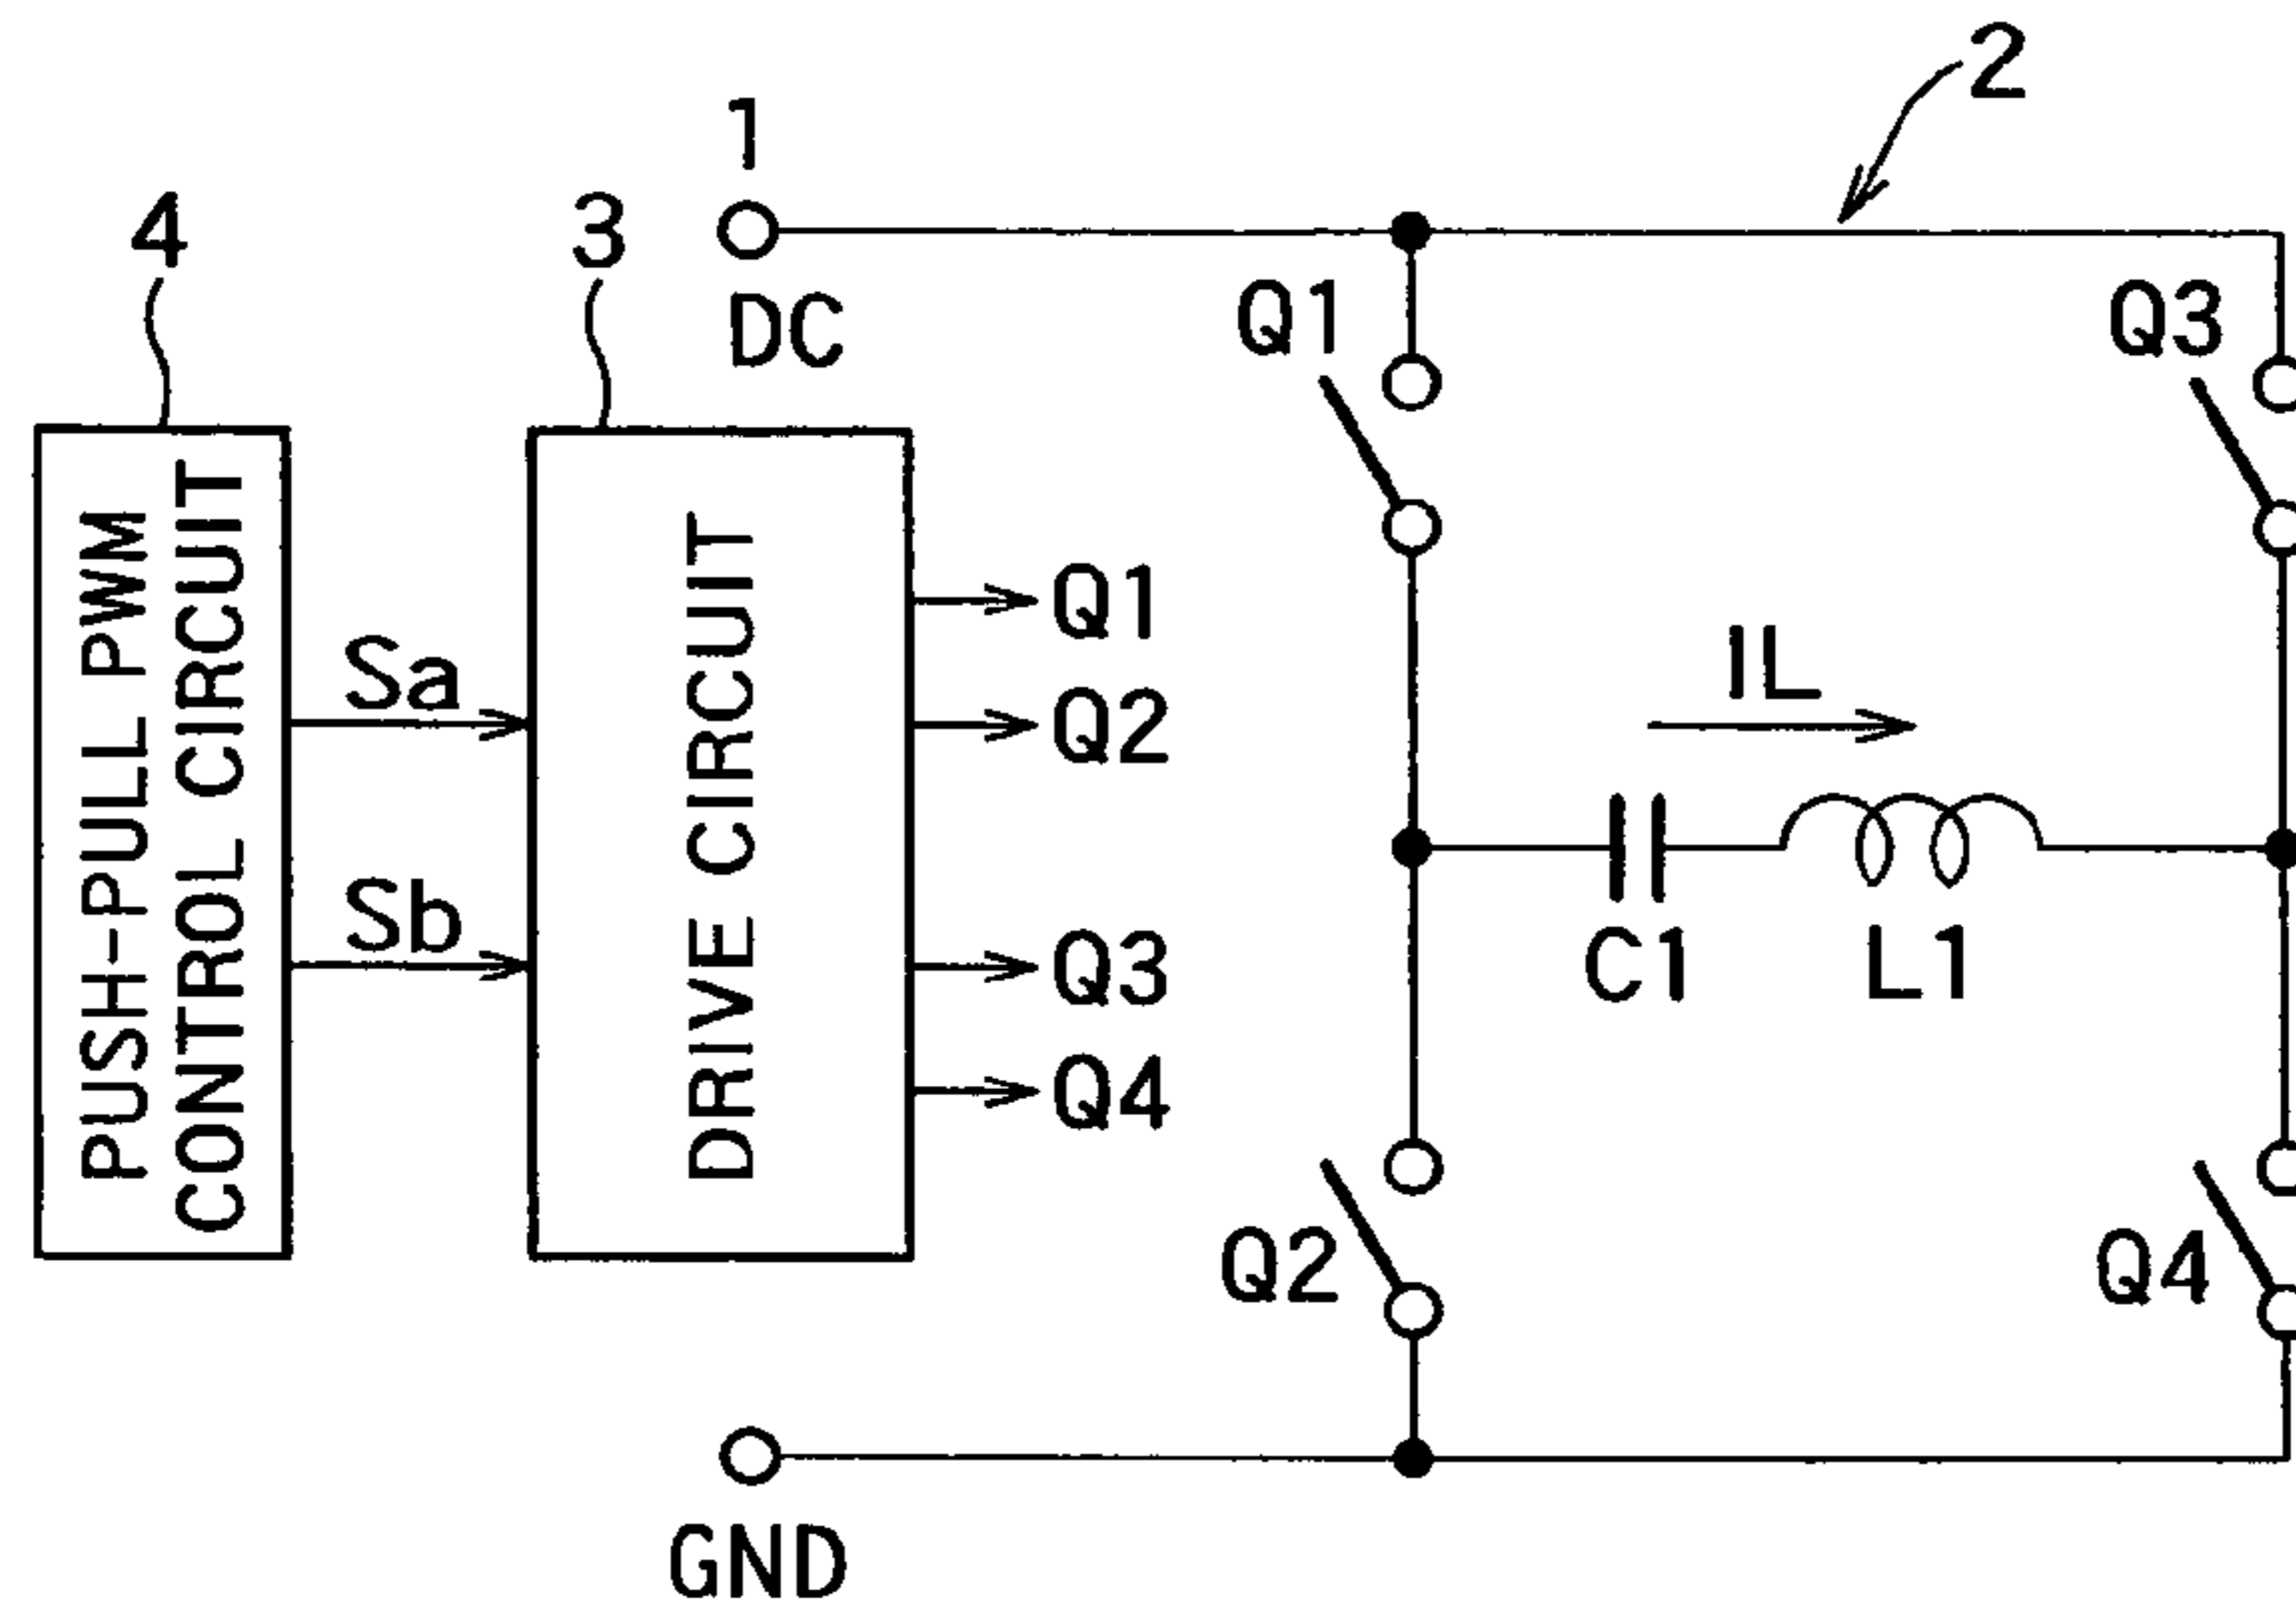 2
1
4
3
DC
Q1
Q3
PUSH-PULL PWM
CONTROL CIRCUIT
Sa
Sb
DRIVE CIRCUIT
Q1
Q2
Q3
Q4
IL
C1
L1
Q2
Q4
GND